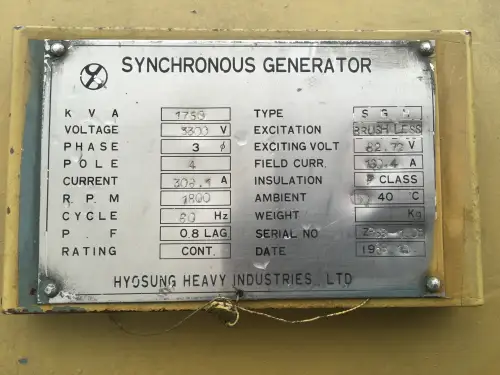 SYNCHRONOUS GENERATOR
KVA 1750
VOLTAGE 3300 V
PHASE 3 ø
POLE 4
CURRENT A
R.P.M 1800
CYCLE 60 Hz
P F 0.8 LAG
RATING CONT.
TYPE S G
EXCITATION BRUSH LESS
EXCITING VOLT V
FIELD CURR. A
INSULATION F CLASS
AMBIENT 40 °C
WEIGHT Kg
SERIAL NO
DATE
HYOSUNG HEAVY INDUSTRIES, LTD